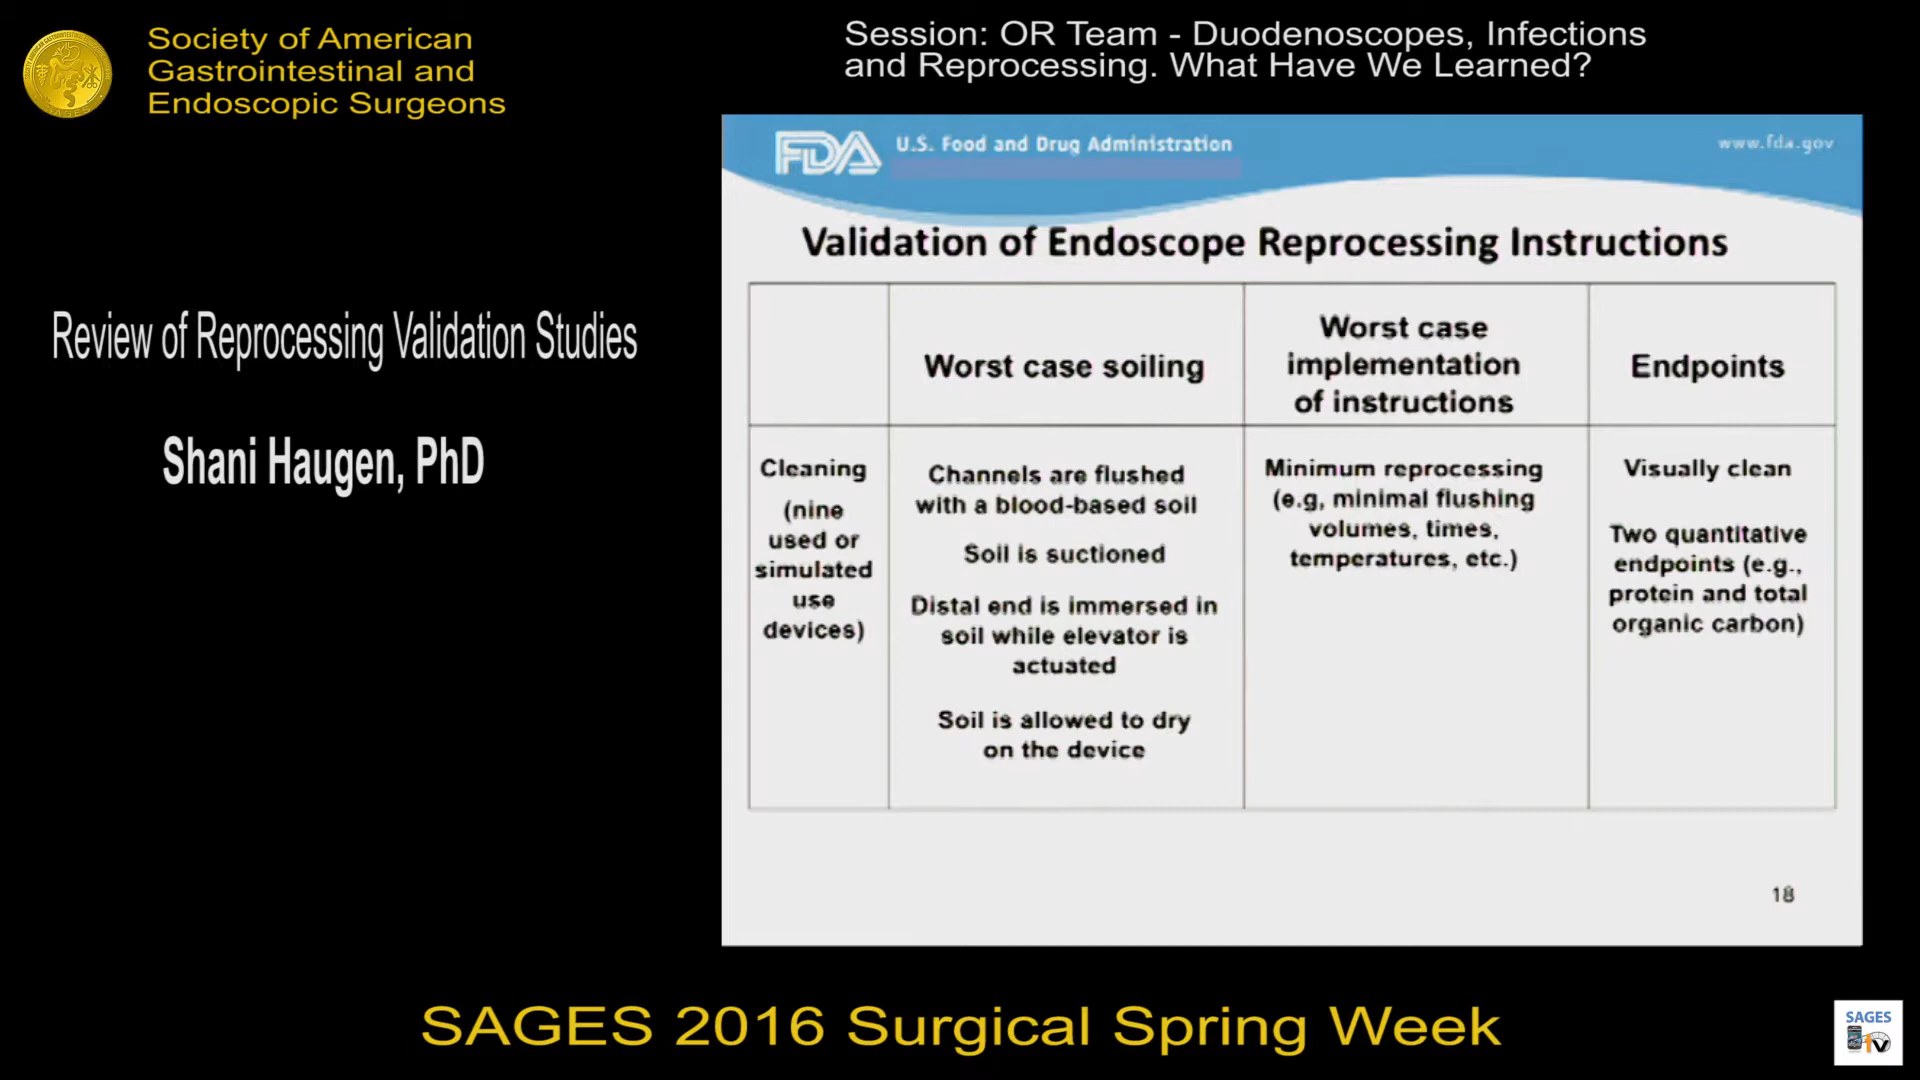 Society of American
Gastrointestinal and
Endoscopic Surgeons
Session: OR Team - Duodenoscopes, Infections
and Reprocessing. What Have We Learned?
Review of Reprocessing Validation Studies
Shani Haugen, PhD
FDA U.S. Food and Drug Administration
www.fda.gov
Validation of Endoscope Reprocessing Instructions
Worst case soiling
Worst case
implementation
of instructions
Endpoints
Cleaning
(nine
used or
simulated
use
devices)
Channels are flushed
with a blood-based soil
Soil is suctioned
Distal end is immersed in
soil while elevator is
actuated
Soil is allowed to dry
on the device
Minimum reprocessing
(e.g, minimal flushing
volumes, times,
temperatures, etc.)
Visually clean
Two quantitative
endpoints (e.g.,
protein and total
organic carbon)
18
SAGES 2016 Surgical Spring Week
SAGES
tv